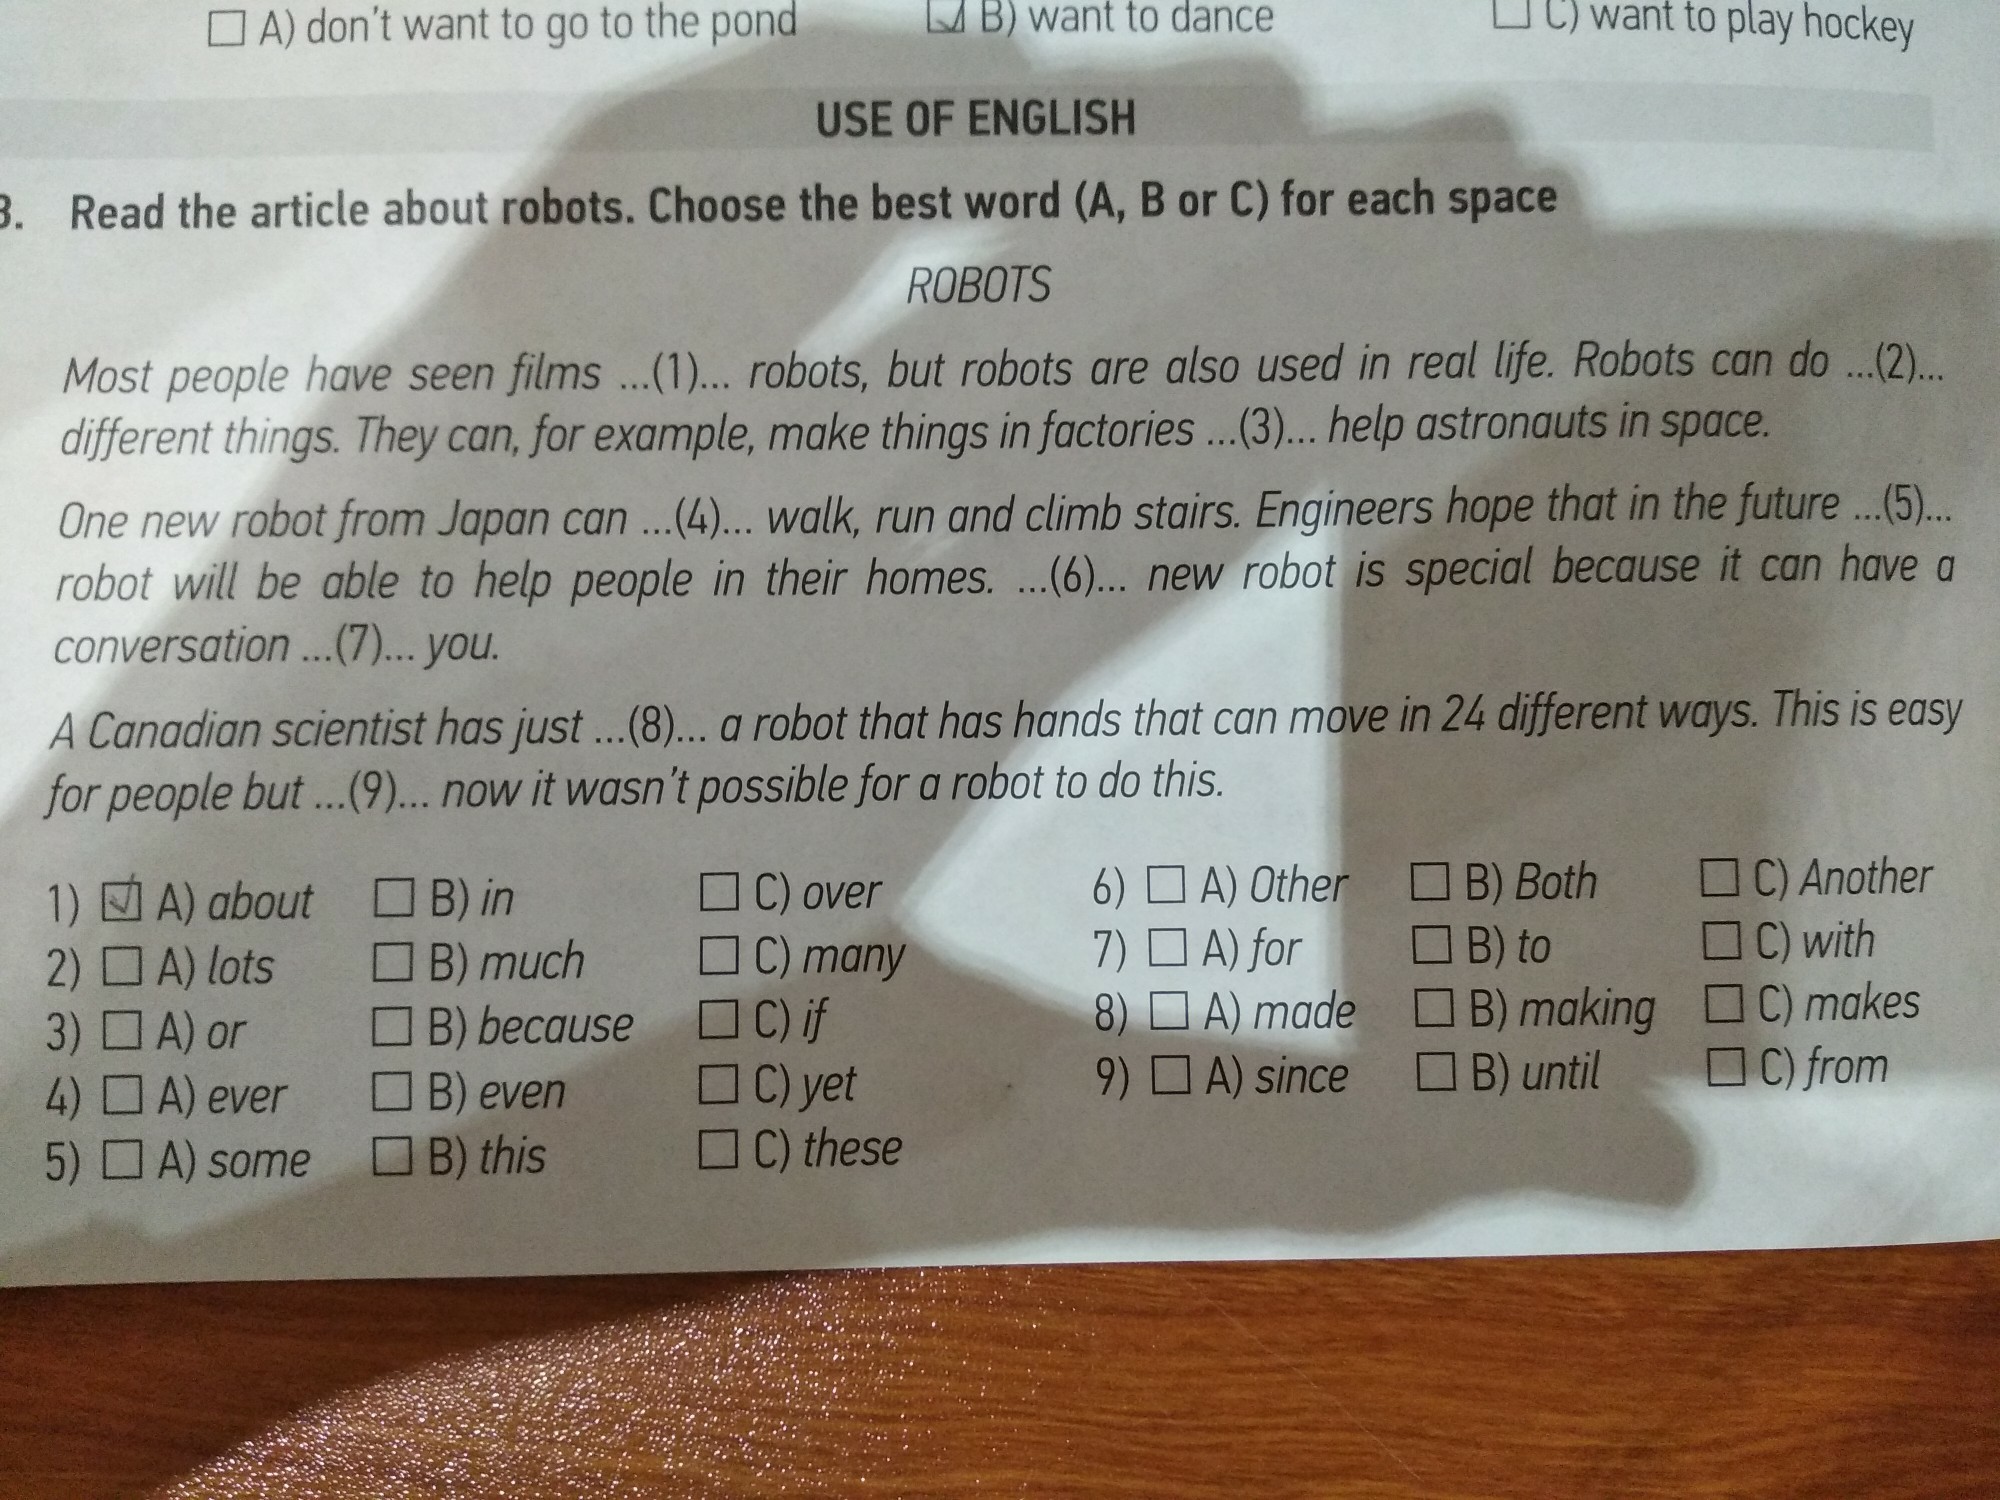 A) don't want to go to the pond B) want to dance C) want to play hockey
USE OF ENGLISH
3. Read the article about robots. Choose the best word (A, B or C) for each space
ROBOTS
Most people have seen films ...(1)... robots, but robots are also used in real life. Robots can do ...(2)...
different things. They can, for example, make things in factories ...(3)... help astronauts in space.
One new robot from Japan can ...(4)... walk, run and climb stairs. Engineers hope that in the future ...(5)...
robot will be able to help people in their homes. ...(6)... new robot is special because it can have a
conversation ...(7)... you.
A Canadian scientist has just ...(8)... a robot that has hands that can move in 24 different ways. This is easy
for people but ...(9)... now it wasn't possible for a robot to do this.
1) A) about B) in C) over 6) A) Other B) Both C) Another
2) A) lots B) much C) many 7) A) for B) to C) with
3) A) or B) because C) if 8) A) made B) making C) makes
4) A) ever B) even C) yet 9) A) since B) until C) from
5) A) some B) this C) these